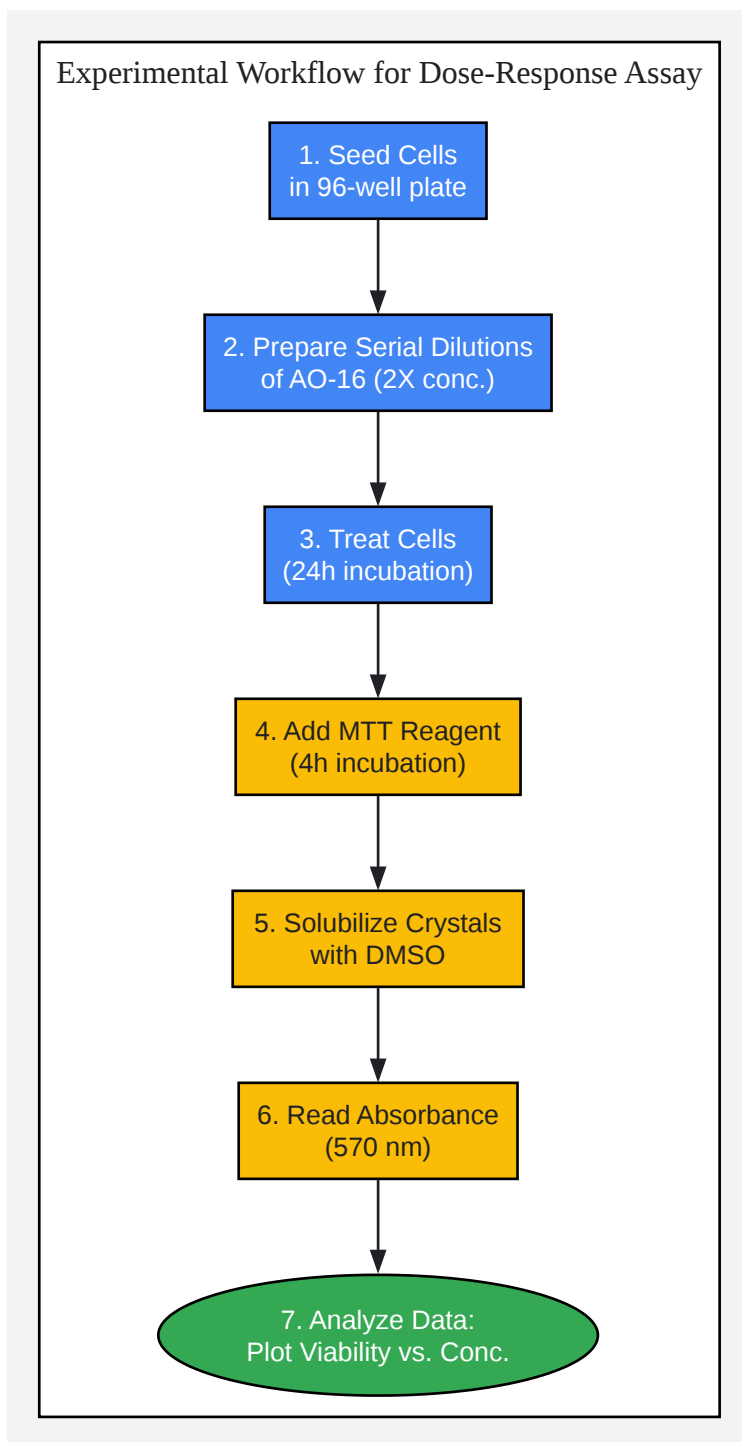 Experimental Workflow for Dose-Response Assay
1. Seed Cells
in 96-well plate
2. Prepare Serial Dilutions
of AO-16 (2X conc.)
3. Treat Cells
(24h incubation)
4. Add MTT Reagent
(4h incubation)
5. Solubilize Crystals
with DMSO
6. Read Absorbance
(570 nm)
7. Analyze Data:
Plot Viability vs. Conc.